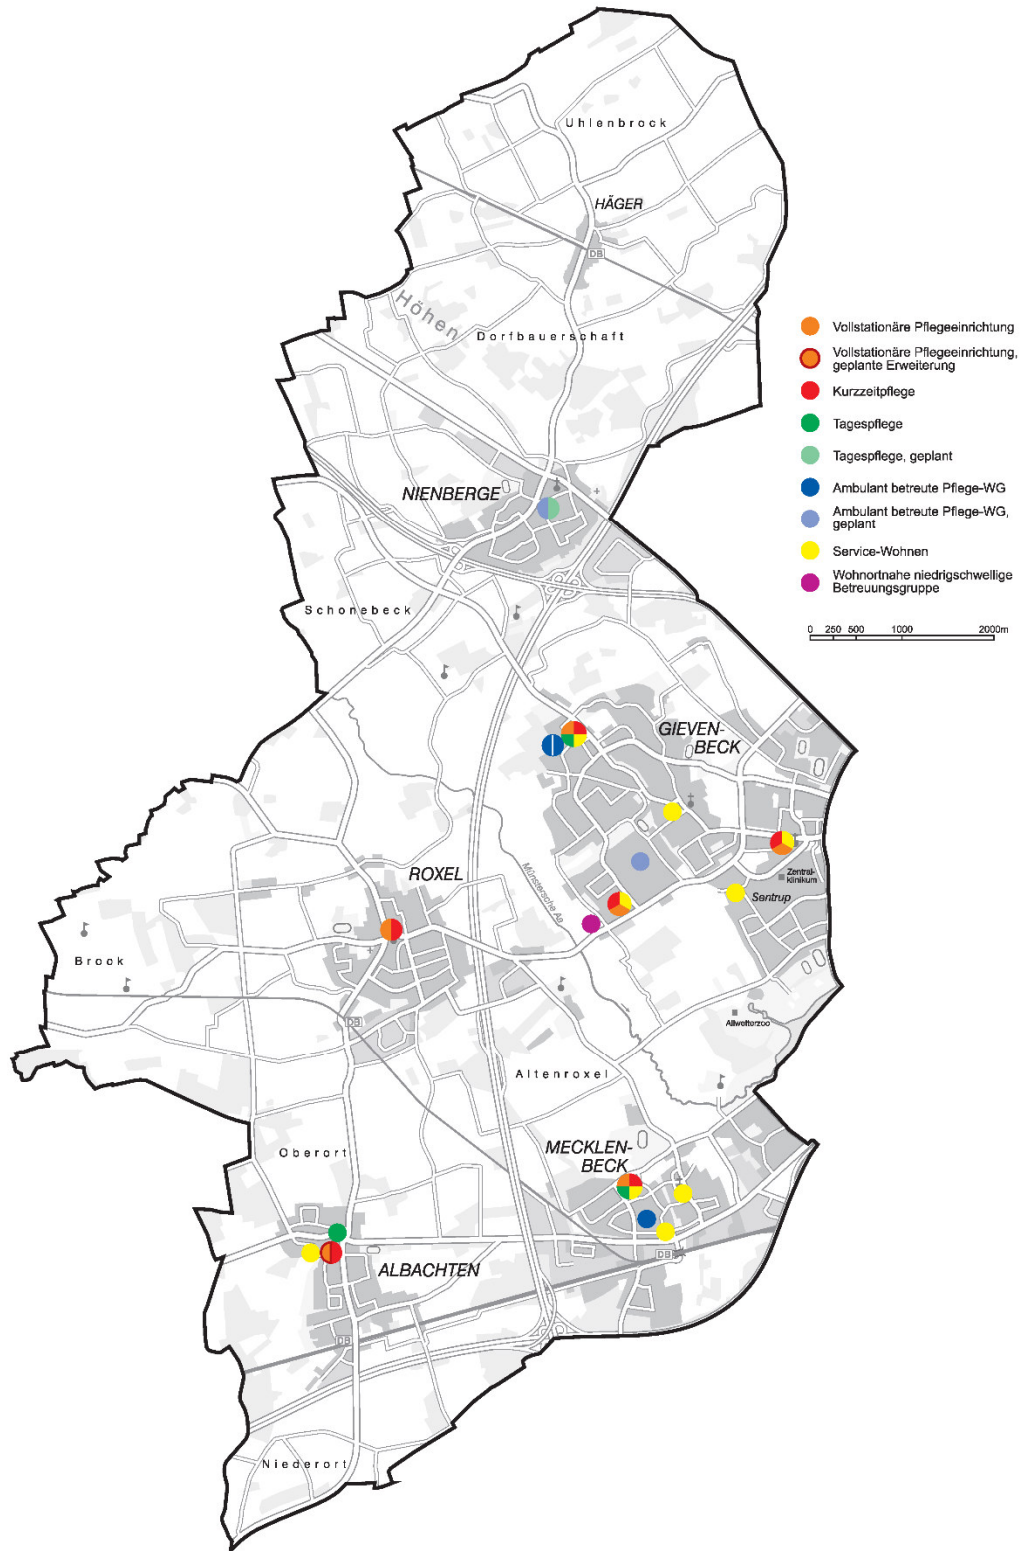 Uhlenbrock
HÄGER
DB
Höhen
Dorfbauerschaft
Vollstationäre Pflegeeinrichtung
Vollstationäre Pflegeeinrichtung,
geplante Erweiterung
Kurzzeitpflege
Tagespflege
Tagespflege, geplant
Ambulant betreute Pflege-WG
Ambulant betreute Pflege-WG,
geplant
Service-Wohnen
Wohnortnahe niedrigschwellige
Betreuungsgruppe
0 250 500 1000 2000m
NIENBERGE
Schonebeck
GIEVEN-
BECK
ROXEL
Münstersche Aa
Zentral-
klinikum
Sentrup
Brook
DB
Allwetterzoo
Altenroxel
MECKLEN-
BECK
Oberort
DB
ALBACHTEN
DB
Niederort